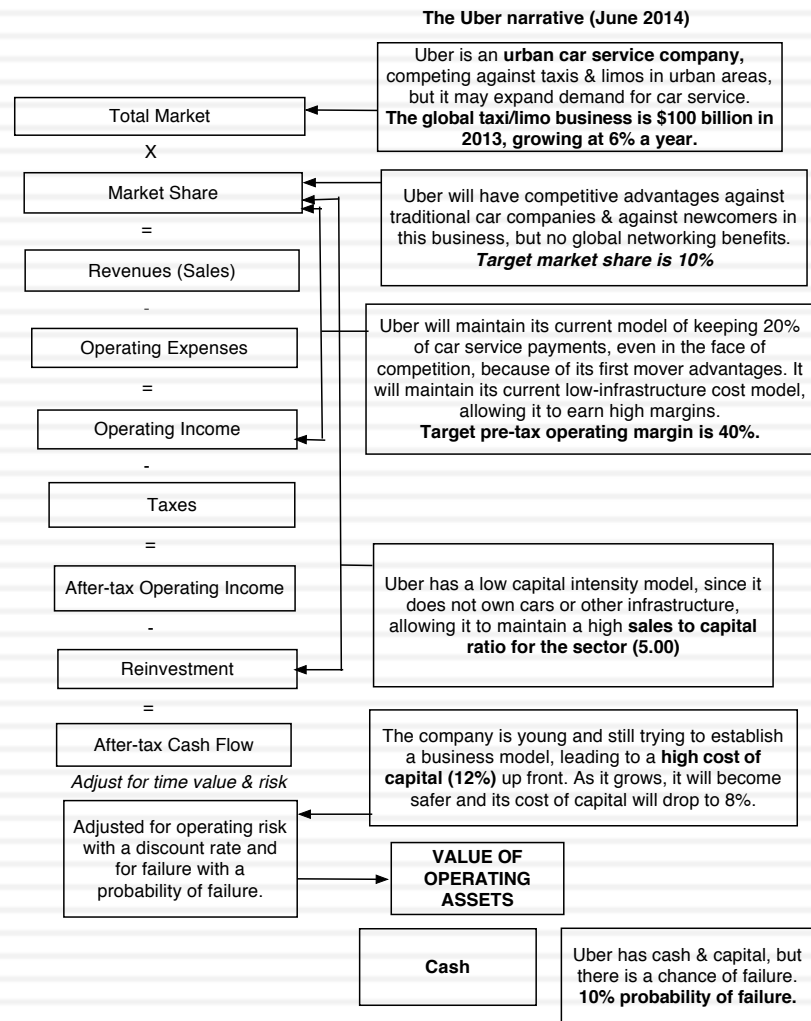 The Uber narrative (June 2014)
Uber is an urban car service company,
competing against taxis & limos in urban areas,
but it may expand demand for car service.
The global taxi/limo business is $100 billion in
2013, growing at 6% a year.
Total Market
X
Market Share
Uber will have competitive advantages against
traditional car companies & against newcomers in
this business, but no global networking benefits.
Target market share is 10%
=
Revenues (Sales)
-
Operating Expenses
Uber will maintain its current model of keeping 20%
of car service payments, even in the face of
competition, because of its first mover advantages. It
will maintain its current low-infrastructure cost model,
allowing it to earn high margins.
Target pre-tax operating margin is 40%.
=
Operating Income
-
Taxes
=
After-tax Operating Income
Uber has a low capital intensity model, since it
does not own cars or other infrastructure,
allowing it to maintain a high sales to capital
ratio for the sector (5.00)
-
Reinvestment
=
After-tax Cash Flow
The company is young and still trying to establish
a business model, leading to a high cost of
capital (12%) up front. As it grows, it will become
safer and its cost of capital will drop to 8%.
Adjust for time value & risk
Adjusted for operating risk
with a discount rate and
for failure with a
probability of failure.
VALUE OF
OPERATING
ASSETS
Cash
Uber has cash & capital, but
there is a chance of failure.
10% probability of failure.